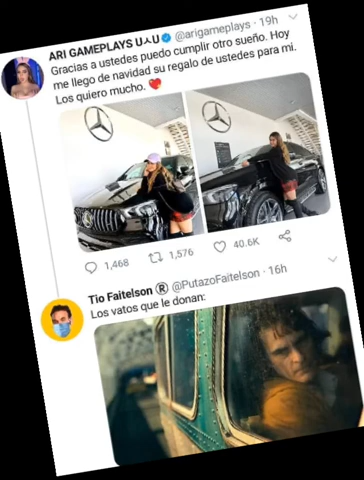 ARI GAMEPLAYS U⅄U @arigameplays · 19h
Gracias a ustedes puedo cumplir otro sueño. Hoy
me llego de navidad su regalo de ustedes para mi.
Los quiero mucho. 💝
1,468 1,576 40.6K
Tio Faitelson ® @PutazoFaitelson · 16h
Los vatos que le donan: